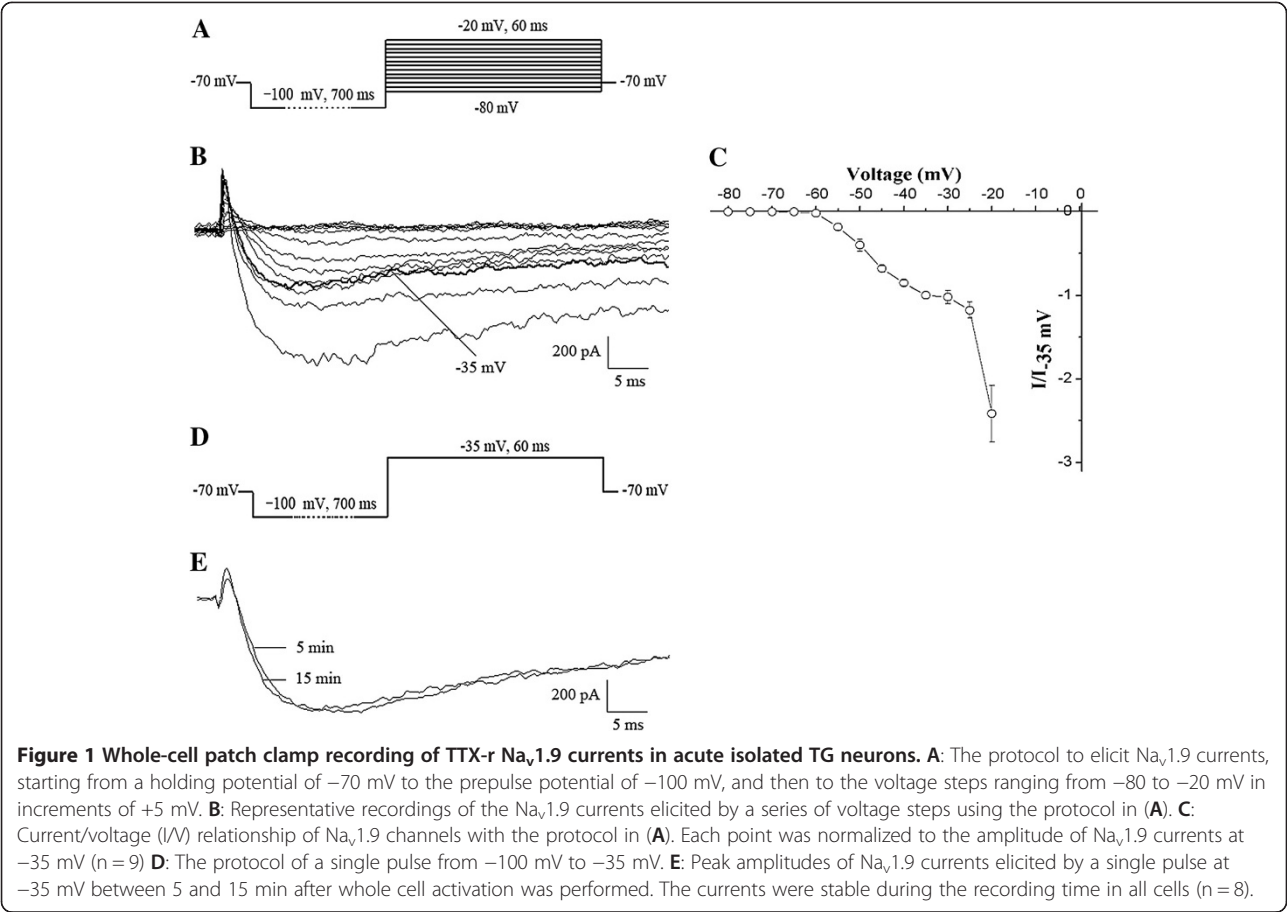 A
-20 mV, 60 ms
-70 mV
−100 mV, 700 ms
-70 mV
-80 mV
B
-35 mV
200 pA
5 ms
C
Voltage (mV)
-80 -70 -60 -50 -40 -30 -20 -10 0
0
-1
-2
-3
I/I-35 mV
D
-35 mV, 60 ms
-70 mV
−100 mV, 700 ms
-70 mV
E
5 min
15 min
200 pA
5 ms
Figure 1 Whole-cell patch clamp recording of TTX-r Nav1.9 currents in acute isolated TG neurons. A: The protocol to elicit Nav1.9 currents,
starting from a holding potential of −70 mV to the prepulse potential of −100 mV, and then to the voltage steps ranging from −80 to −20 mV in
increments of +5 mV. B: Representative recordings of the Nav1.9 currents elicited by a series of voltage steps using the protocol in (A). C:
Current/voltage (I/V) relationship of Nav1.9 channels with the protocol in (A). Each point was normalized to the amplitude of Nav1.9 currents at
−35 mV (n = 9) D: The protocol of a single pulse from −100 mV to −35 mV. E: Peak amplitudes of Nav1.9 currents elicited by a single pulse at
−35 mV between 5 and 15 min after whole cell activation was performed. The currents were stable during the recording time in all cells (n = 8).